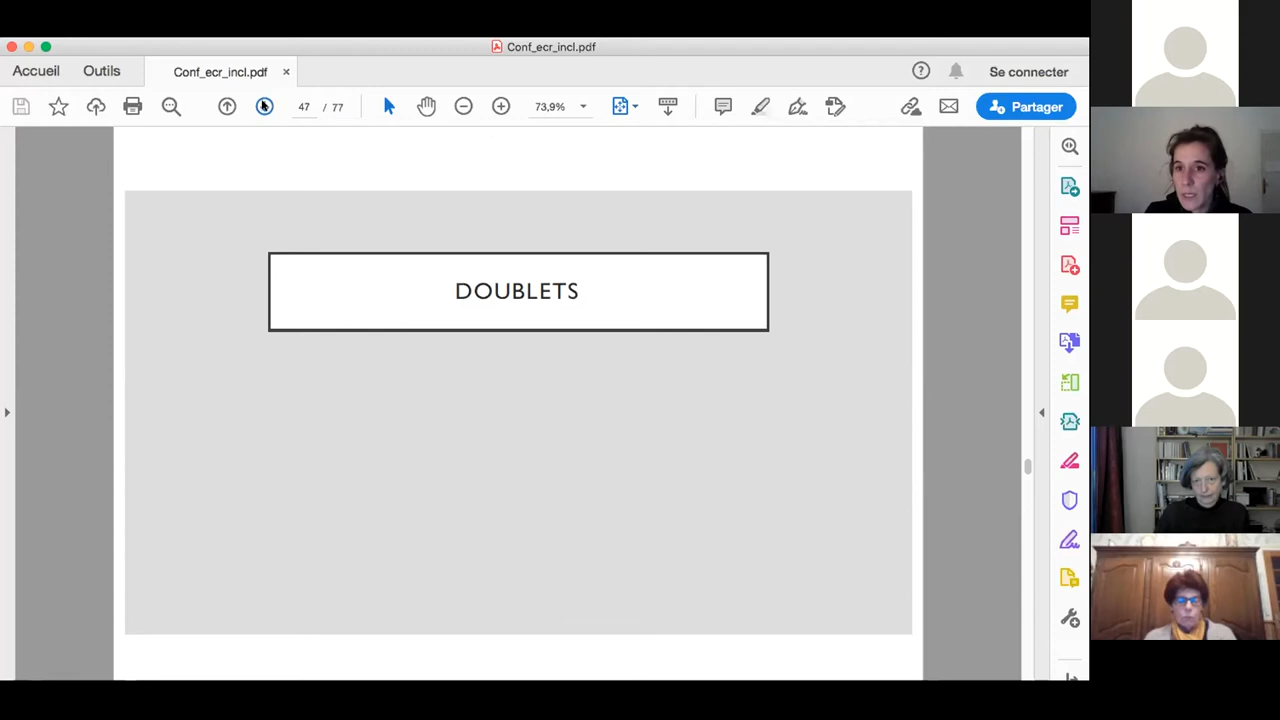 Conf_ecr_incl.pdf
Accueil
Outils
Conf_ecr_incl.pdf
Se connecter
47 / 77
73,9%
Partager
DOUBLETS